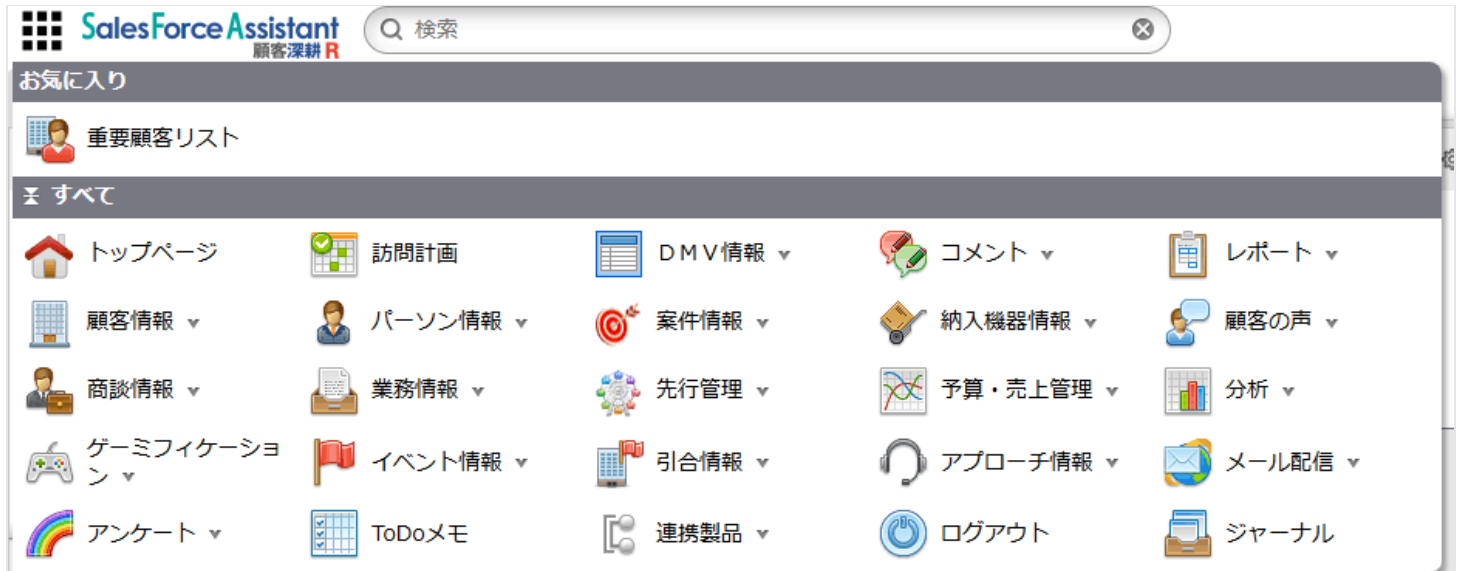 Sales Force Assistant
顧客深耕 R
検索
お気に入り
重要顧客リスト
すべて
トップページ
訪問計画
DMV情報
コメント
レポート
顧客情報
パーソン情報
案件情報
納入機器情報
顧客の声
商談情報
業務情報
先行管理
予算・売上管理
分析
ゲーミフィケーショ
ン
イベント情報
引合情報
アプローチ情報
メール配信
アンケート
ToDoメモ
連携製品
ログアウト
ジャーナル